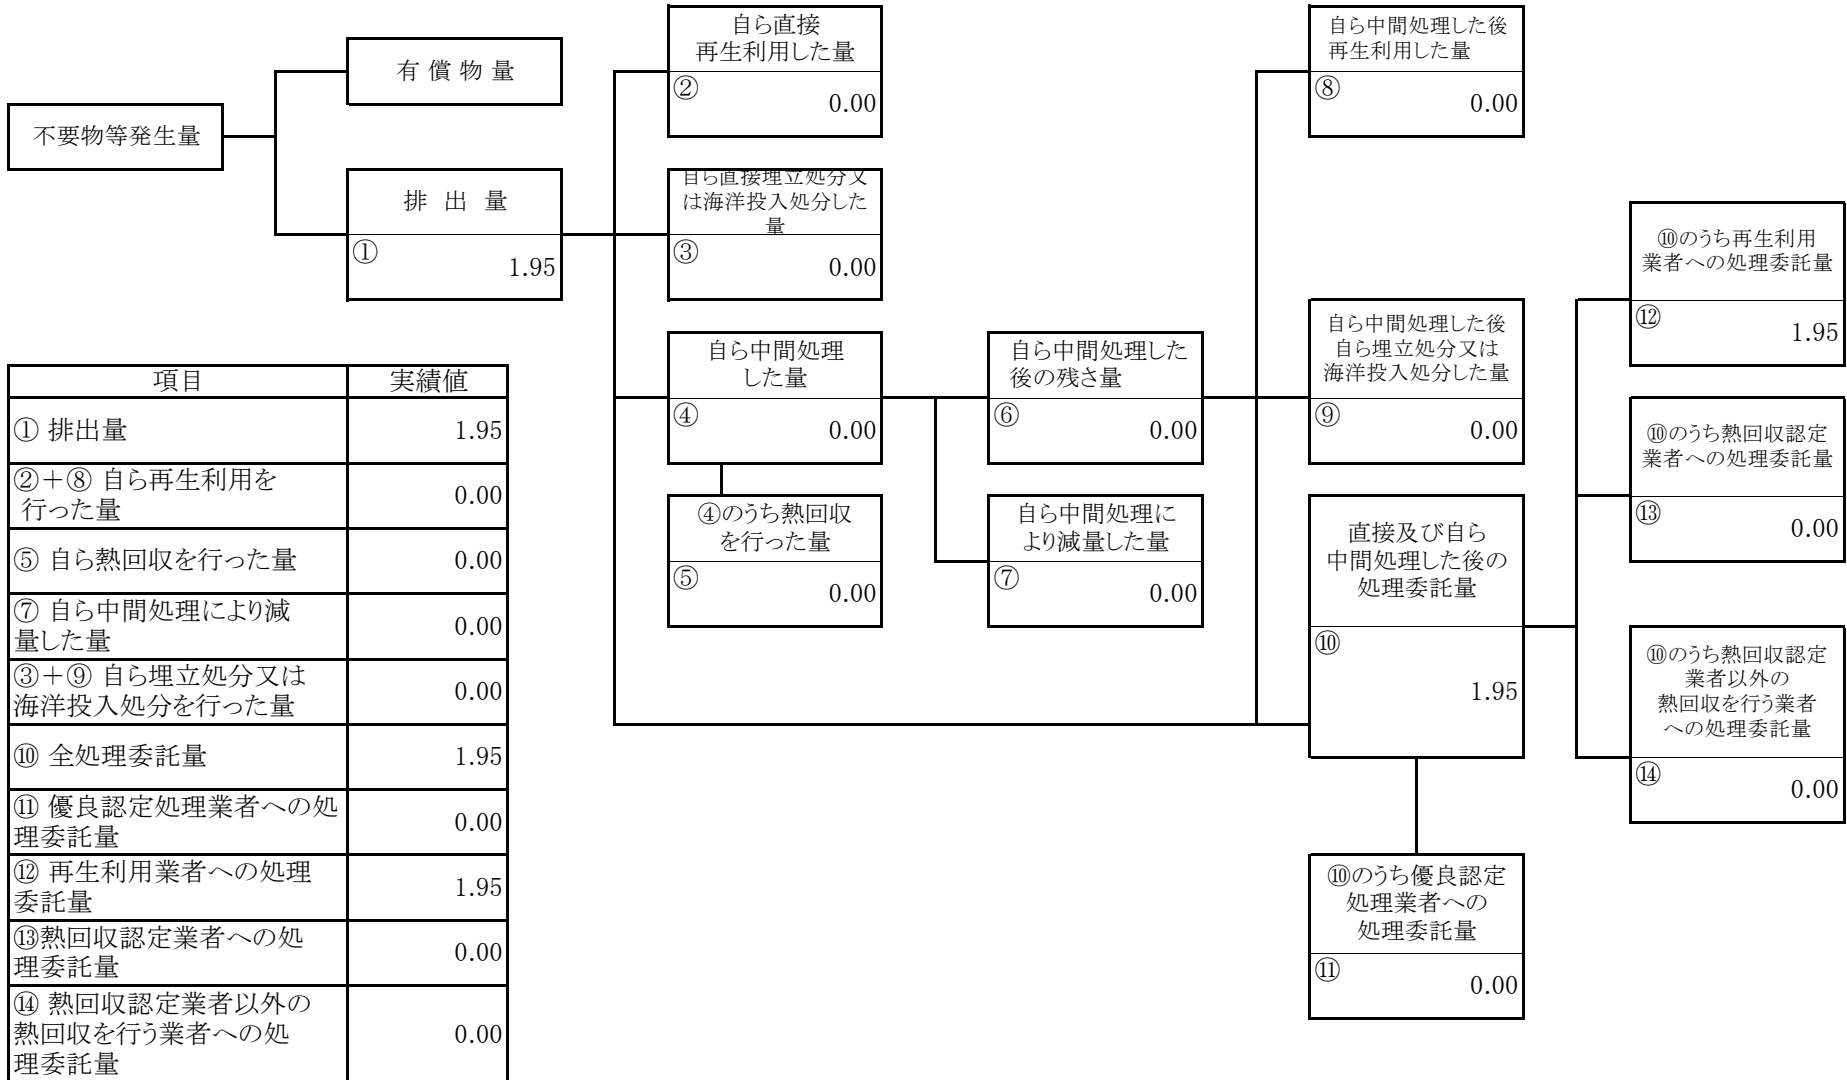 不要物等発生量
有 償 物 量
排 出 量
①
1.95
自ら直接
再生利用した量
②
0.00
自ら直接埋立処分又
は海洋投入処分した
量
③
0.00
自ら中間処理
した量
④
0.00
④のうち熱回収
を行った量
⑤
0.00
自ら中間処理した
後の残さ量
⑥
0.00
自ら中間処理に
より減量した量
⑦
0.00
自ら中間処理した後
再生利用した量
⑧
0.00
自ら中間処理した後
自ら埋立処分又は
海洋投入処分した量
⑨
0.00
直接及び自ら
中間処理した後の
処理委託量
⑩
1.95
⑩のうち優良認定
処理業者への
処理委託量
⑪
0.00
⑩のうち再生利用
業者への処理委託量
⑫
1.95
⑩のうち熱回収認定
業者への処理委託量
⑬
0.00
⑩のうち熱回収認定
業者以外の
熱回収を行う業者
への処理委託量
⑭
0.00
項目 実績値
① 排出量 1.95
②+⑧ 自ら再生利用を
行った量 0.00
⑤ 自ら熱回収を行った量 0.00
⑦ 自ら中間処理により減
量した量 0.00
③+⑨ 自ら埋立処分又は
海洋投入処分を行った量 0.00
⑩ 全処理委託量 1.95
⑪ 優良認定処理業者への処
理委託量 0.00
⑫ 再生利用業者への処理
委託量 1.95
⑬熱回収認定業者への処
理委託量 0.00
⑭ 熱回収認定業者以外の
熱回収を行う業者への処
理委託量 0.00